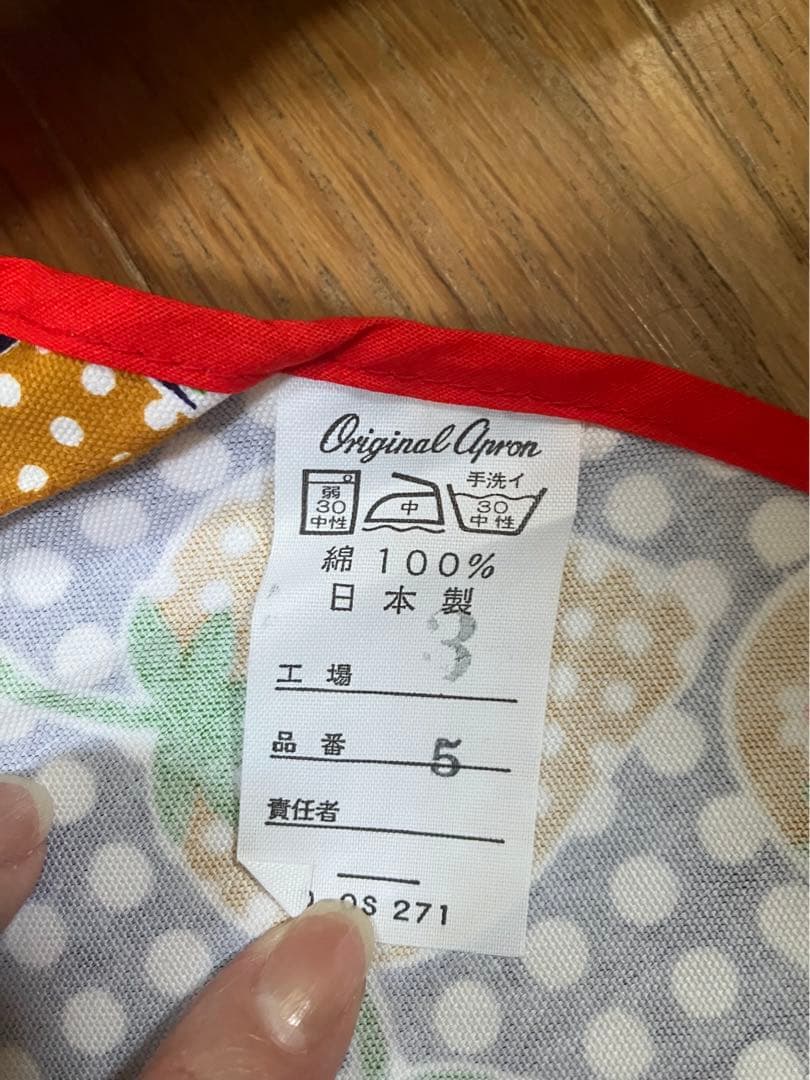 Original Apron
弱 30 中性
中
手洗イ 30 中性
綿 100%
日本製
3
工場
品番 5
責任者
271